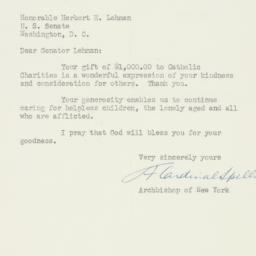 Honorable Herbert H. Lehman
U. S. Senate
Washington, D. C.
Dear Senator Lehman:
Your gift of $1,000.00 to Catholic
Charities is a wonderful expression of your kindness
and consideration for others. Thank you.
Your generosity enables us to continue
caring for helpless children, the lonely aged and all
who are afflicted.
I pray that God will bless you for your
goodness.
Very sincerely yours
F Cardinal Spell
Archbishop of New York